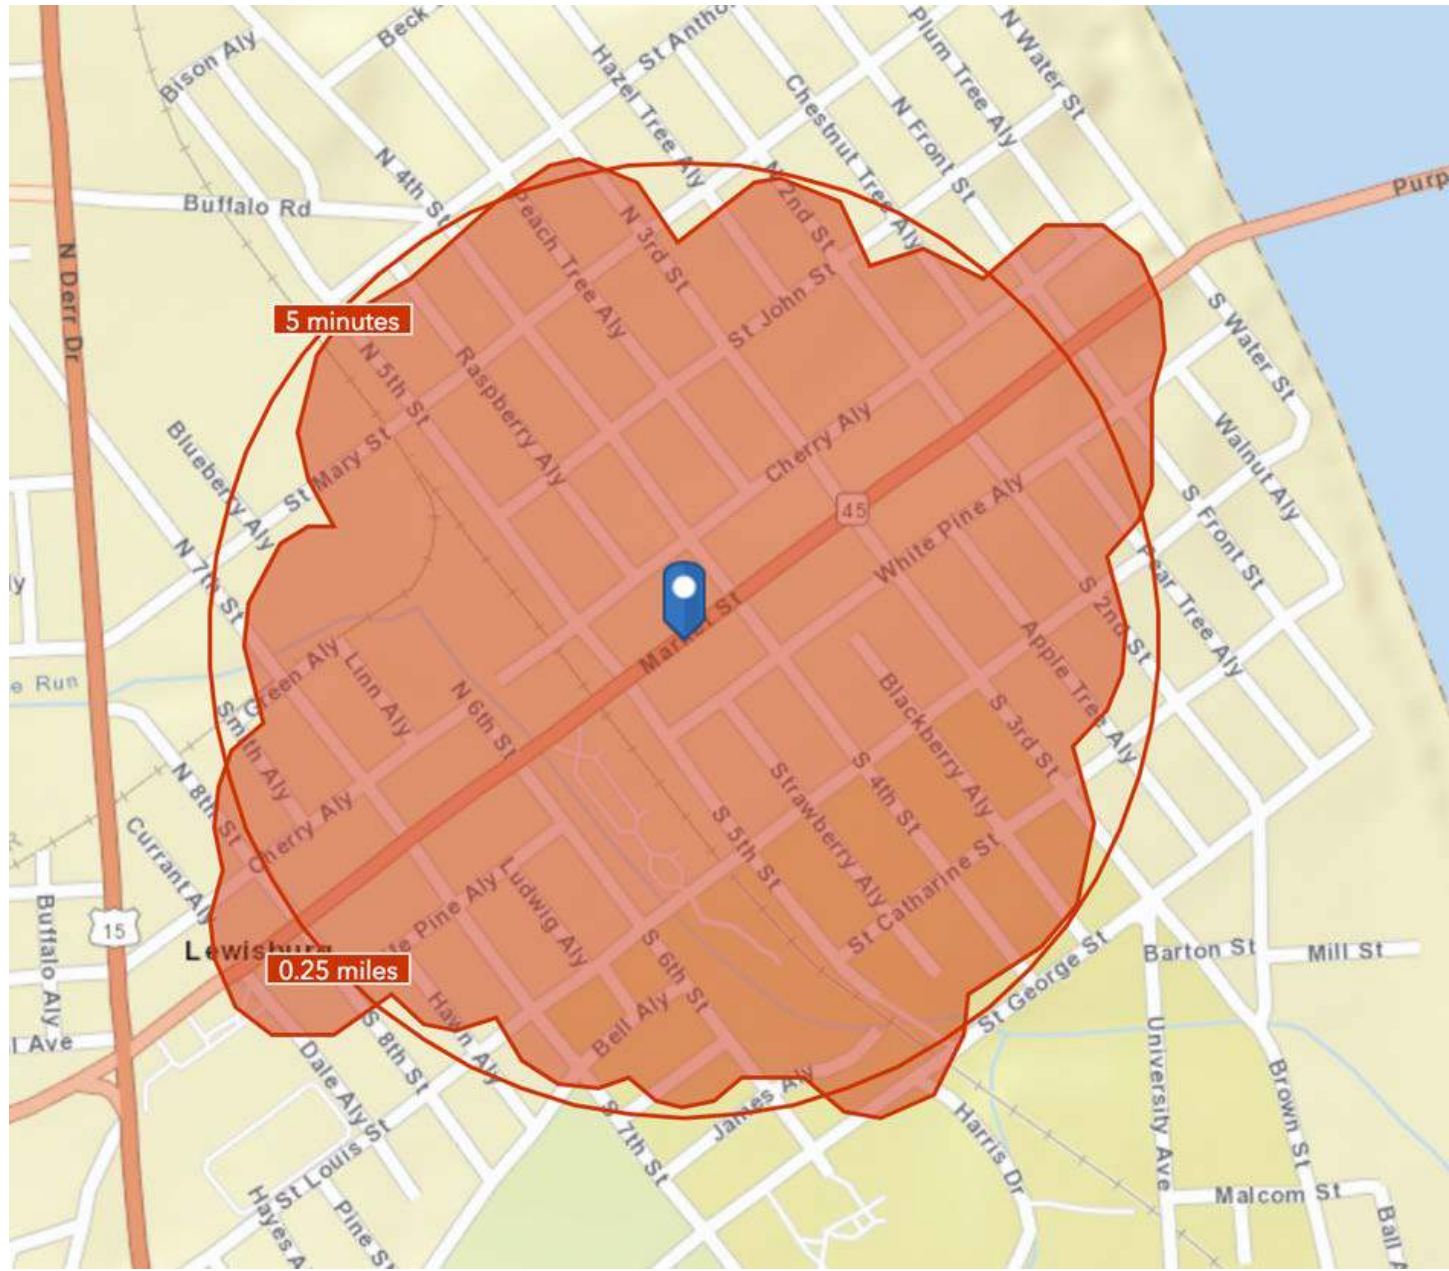 Bison Aly
Beck
St Antho
Hazel Tree Aly
Plum Tree Aly
N Water St
Chestnut Tree Aly
N Front St
Purp
N 4th St
Buffalo Rd
N Derr Dr
Peach Tree Aly
N 3rd St
N 2nd St
St John St
5 minutes
N 5th St
Raspberry Aly
S Water St
Blueberry Aly
St Mary St
Cherry Aly
Walnut Aly
45
White Pine Aly
S Front St
N 7th St
ly
Market St
S 2nd St
Pear Tree Aly
Apple Tree Aly
e Run
Green Aly
Linn Aly
N 6th St
Smith Aly
Blackberry Aly
S 3rd St
N 8th St
Cherry Aly
Strawberry Aly
S 4th St
S 5th St
Currant Aly
R
St Catharine St
Buffalo Aly
15
Lewisburg
te Pine Aly
Ludwig Aly
0.25 miles
S 6th St
St George St
Barton St
Mill St
l Ave
Hawn Aly
Bell Aly
S 8th St
Dale Aly
St Louis St
James Aly
S 7th St
Harris Dr
University Ave
Brown St
Hayes A
Pine S
Malcom St
Ball A